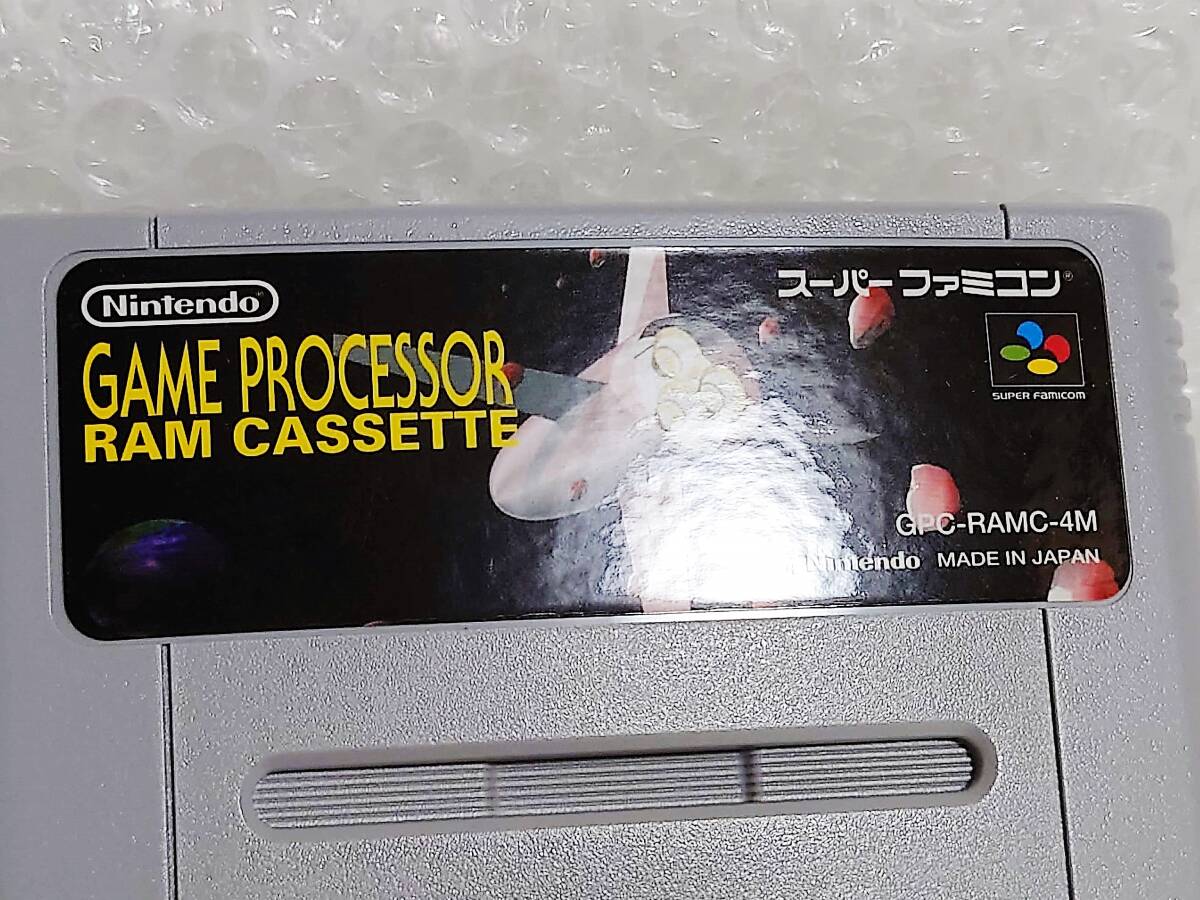 Nintendo
GAME PROCESSOR
RAM CASSETTE
スーパーファミコン
SUPER FAMICOM
GPC-RAMC-4M
Nintendo MADE IN JAPAN